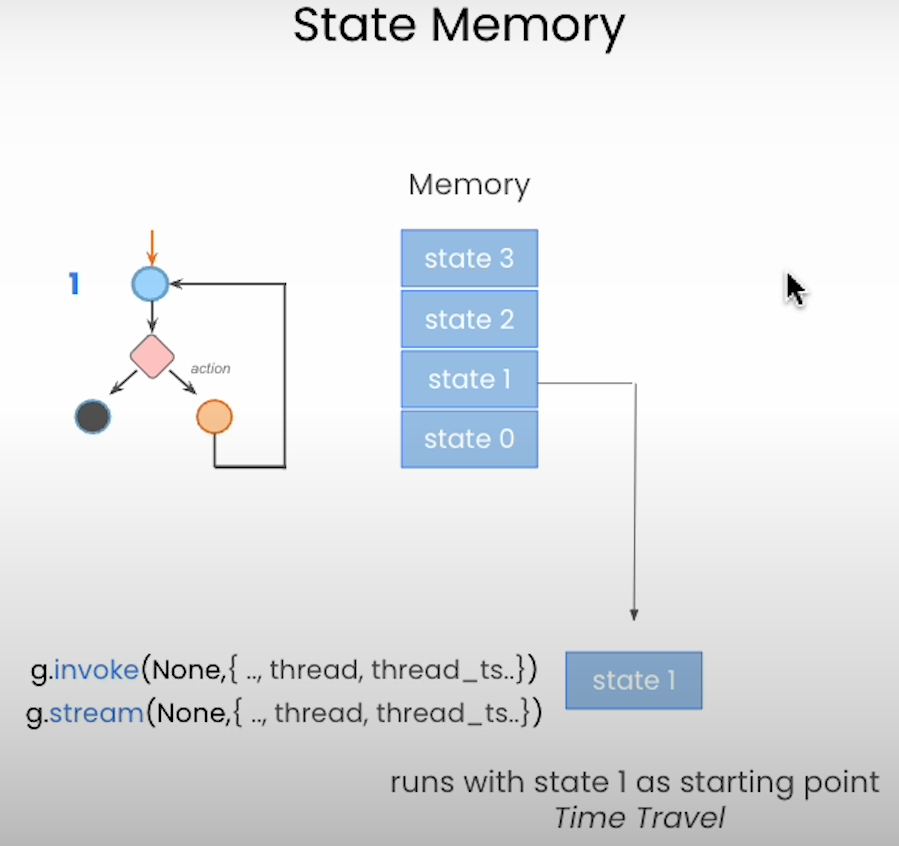 State Memory
Memory
1
action
state 3
state 2
state 1
state 0
g.invoke(None,{ .., thread, thread_ts..})
g.stream(None,{ .., thread, thread_ts..})
state 1
runs with state 1 as starting point
Time Travel